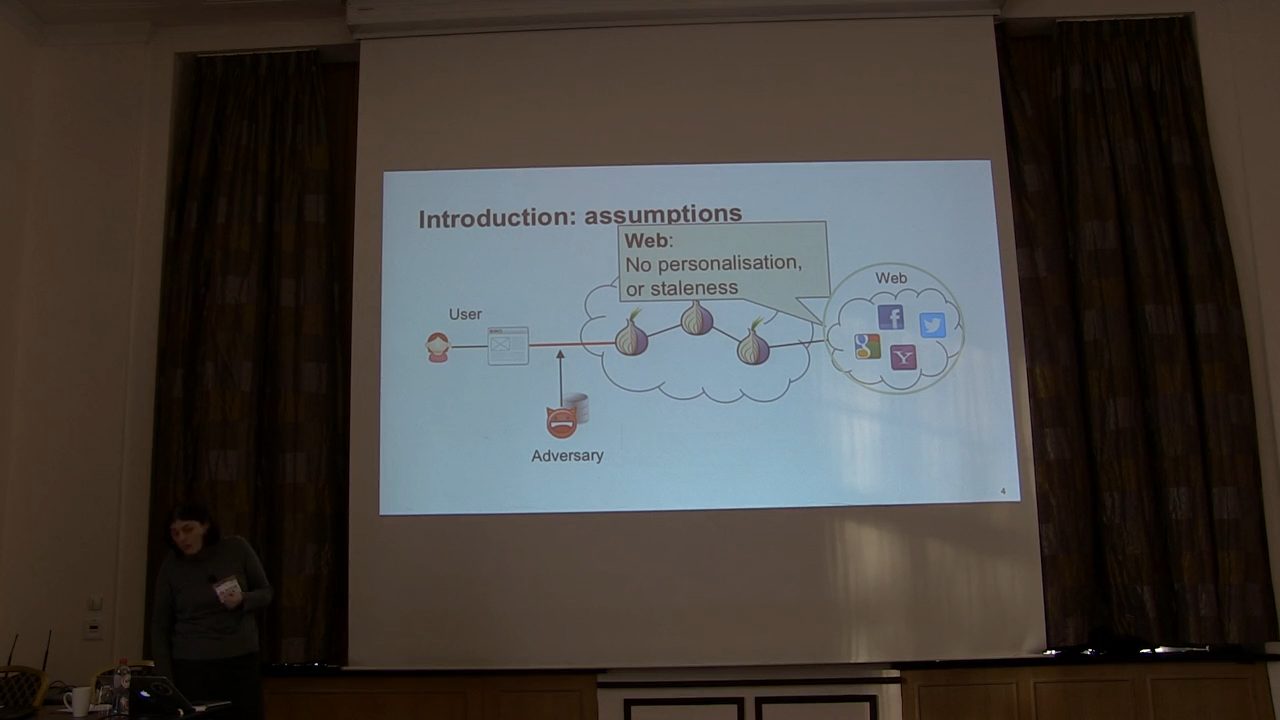 Introduction: assumptions
Web:
No personalisation,
or staleness
Web
User
Adversary
4